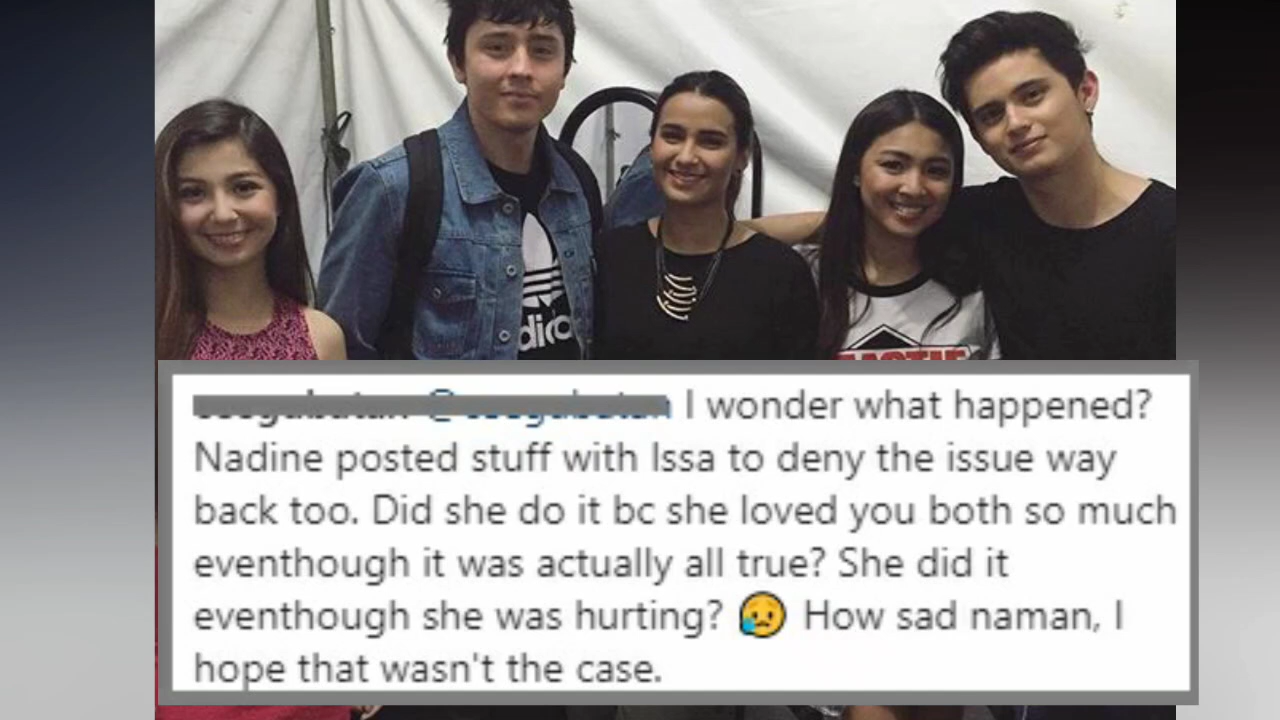 didas
I wonder what happened?
Nadine posted stuff with Issa to deny the issue way
back too. Did she do it bc she loved you both so much
eventhough it was actually all true? She did it
eventhough she was hurting? 😥 How sad naman, I
hope that wasn't the case.